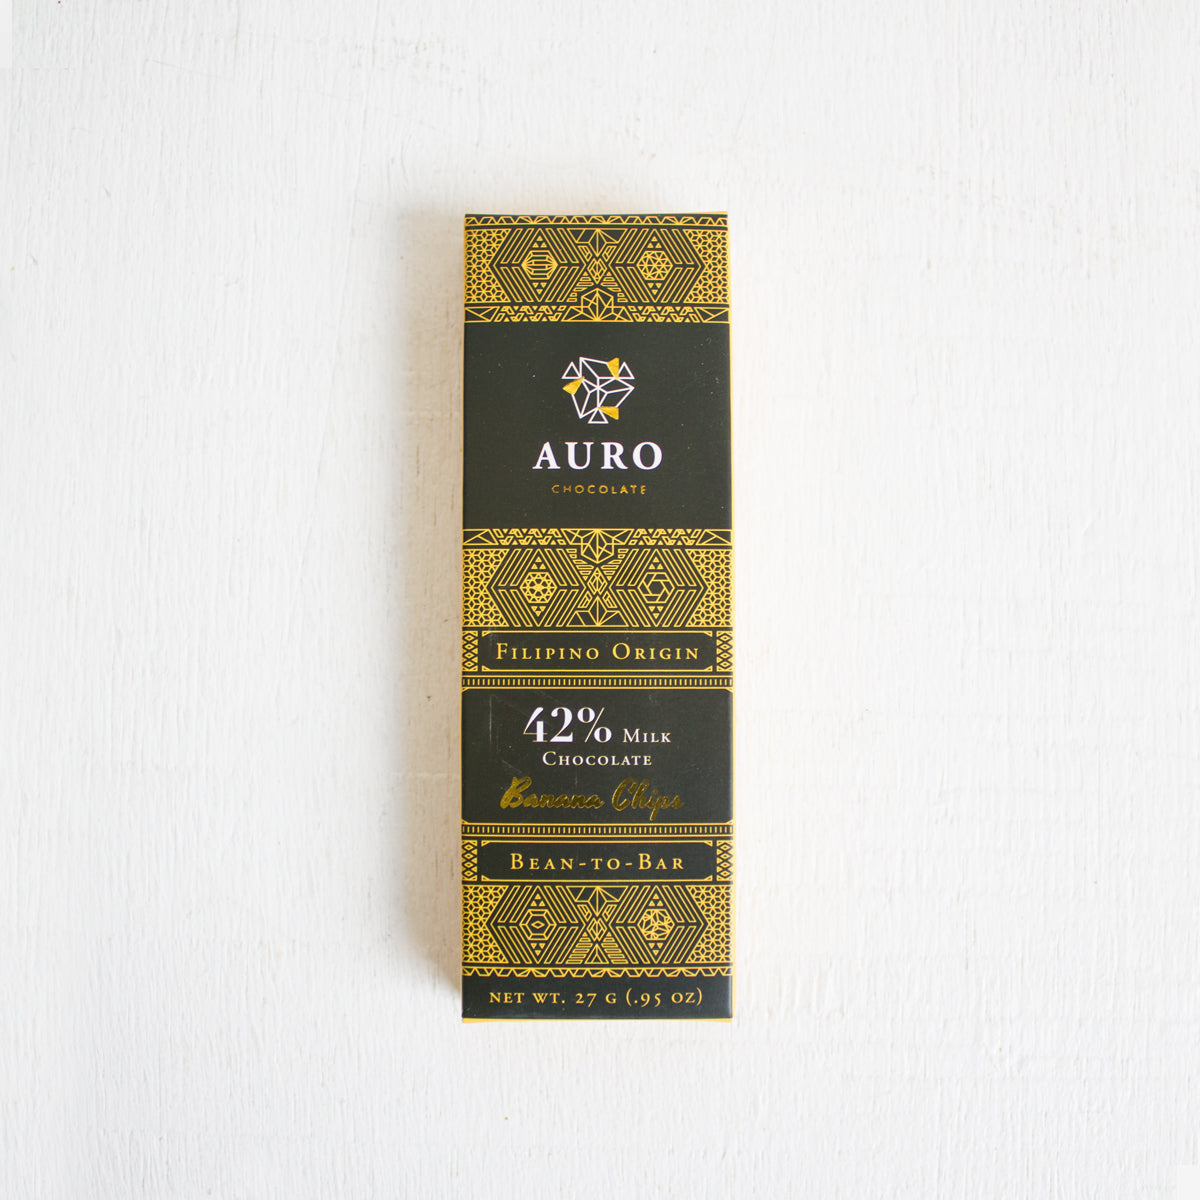 AURO
CHOCOLATE
FILIPINO ORIGIN
42% MILK
CHOCOLATE
Banana Chips
BEAN-TO-BAR
NET WT. 27 G (.95 OZ)